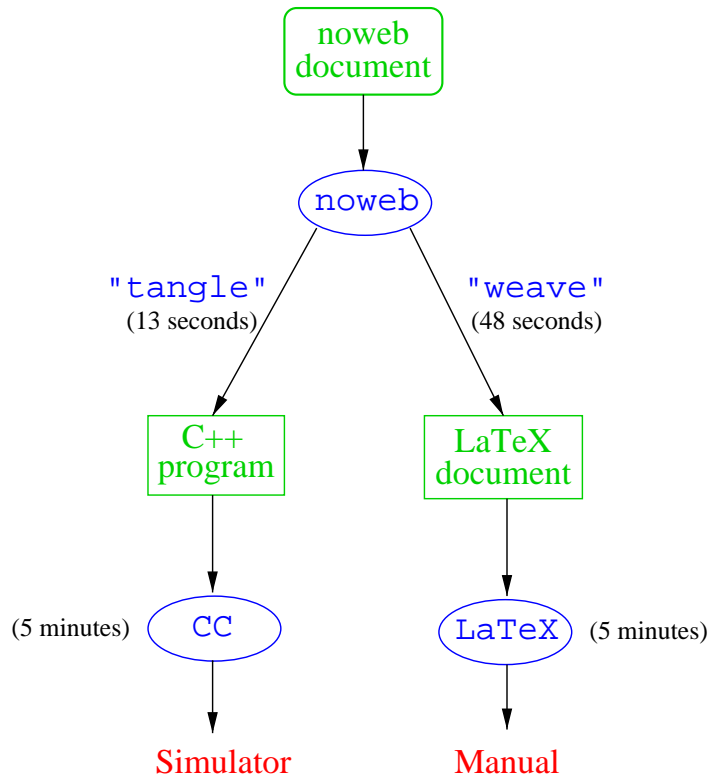 noweb
document
noweb
"tangle"
(13 seconds)
"weave"
(48 seconds)
C++
program
LaTeX
document
(5 minutes)
CC
LaTeX
(5 minutes)
Simulator
Manual